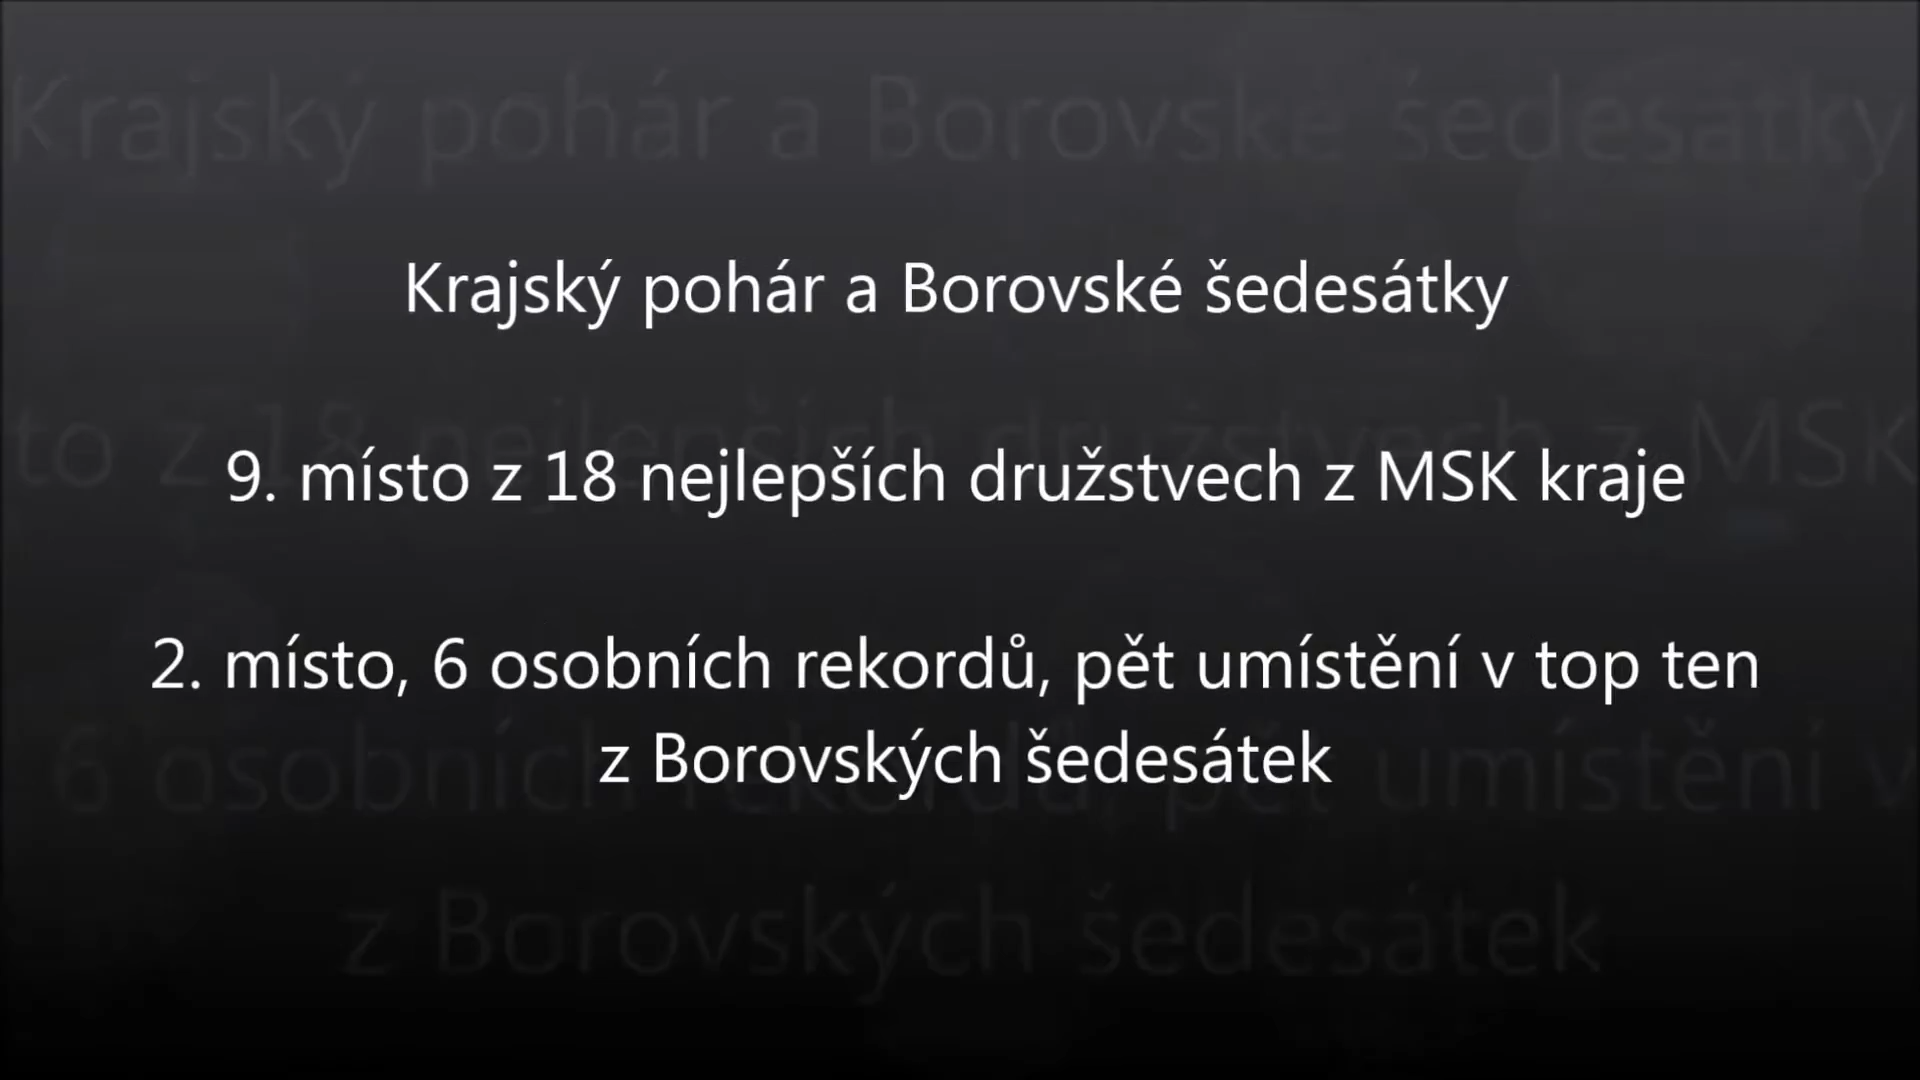 Krajský pohár a Borovské šedesátky
9. místo z 18 nejlepších družstvech z MSK kraje
2. místo, 6 osobních rekordů, pět umístění v top ten
z Borovských šedesátek